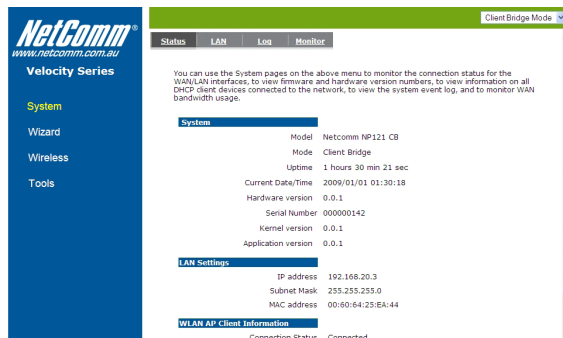 Client Bridge Mode
NetComm®
www.netcomm.com.au
Status LAN Log Monitor
Velocity Series
You can use the System pages on the above menu to monitor the connection status for the
WAN/LAN interfaces, to view firmware and hardware version numbers, to view information on all
DHCP client devices connected to the network, to view the system event log, and to monitor WAN
bandwidth usage.
System
Wizard
Wireless
Tools
System
Model Netcomm NP121 CB
Mode Client Bridge
Uptime 1 hours 30 min 21 sec
Current Date/Time 2009/01/01 01:30:18
Hardware version 0.0.1
Serial Number 000000142
Kernel version 0.0.1
Application version 0.0.1
LAN Settings
IP address 192.168.20.3
Subnet Mask 255.255.255.0
MAC address 00:60:64:25:EA:44
WLAN AP Client Information
Connection Status Connected